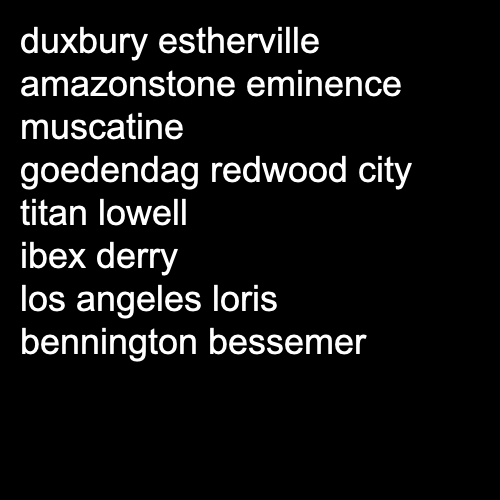 duxbury estherville
amazonstone eminence
muscatine
goedendag redwood city
titan lowell
ibex derry
los angeles loris
bennington bessemer